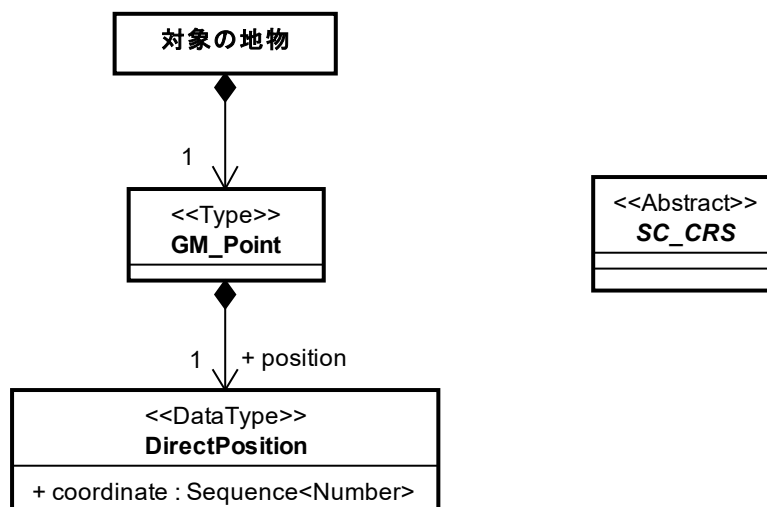 対象の地物
1
<<Type>>
GM_Point
<<Abstract>>
SC_CRS
1
+ position
<<DataType>>
DirectPosition
+ coordinate : Sequence<Number>